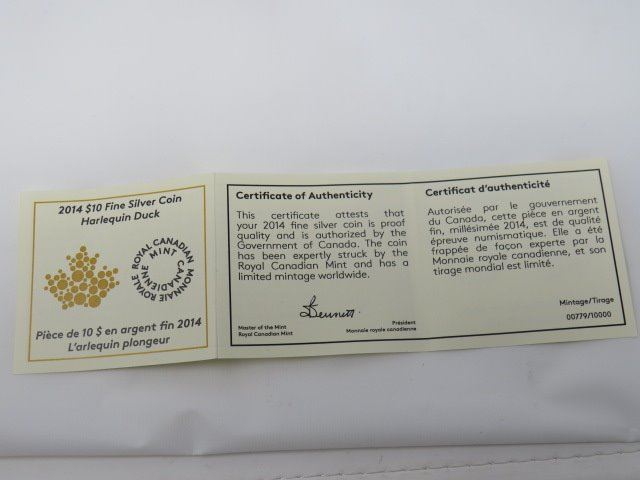 2014 $10 Fine Silver Coin
Harlequin Duck
ROYAL CANADIAN MINT
MONNAIE ROYALE CANADIENNE
Pièce de 10 $ en argent fin 2014
L'arlequin plongeur
Certificate of Authenticity
This certificate attests that
your 2014 fine silver coin is proof
quality and is authorized by the
Government of Canada. The coin
has been expertly struck by the
Royal Canadian Mint and has a
limited mintage worldwide.
Bennett
Master of the Mint
Royal Canadian Mint
Président
Monnaie royale canadienne
Certificat d'authenticité
Autorisée par le gouvernement
du Canada, cette pièce en argent
fin, millésimée 2014, est de qualité
épreuve numismatique. Elle a été
frappée de façon experte par la
Monnaie royale canadienne, et son
tirage mondial est limité.
Mintage/Tirage
00779/10000